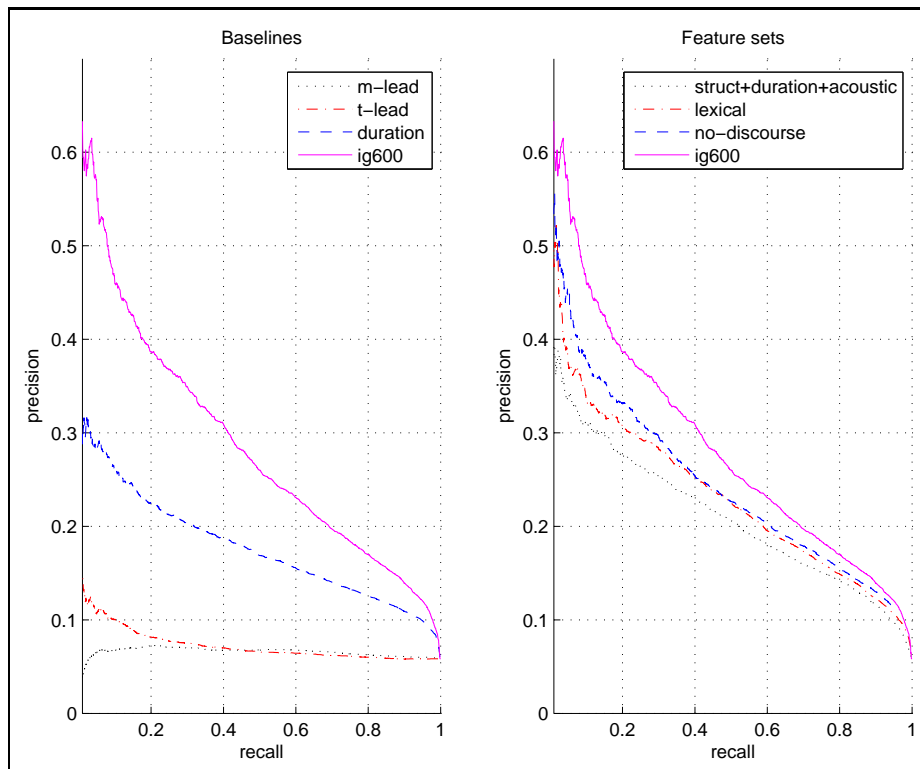 Baselines
m-lead
t-lead
duration
ig600
0.6
0.5
0.4
0.3
0.2
0.1
0
precision
0.2 0.4 0.6 0.8 1
recall
Feature sets
struct+duration+acoustic
lexical
no-discourse
ig600
0.6
0.5
0.4
0.3
0.2
0.1
0
precision
0.2 0.4 0.6 0.8 1
recall